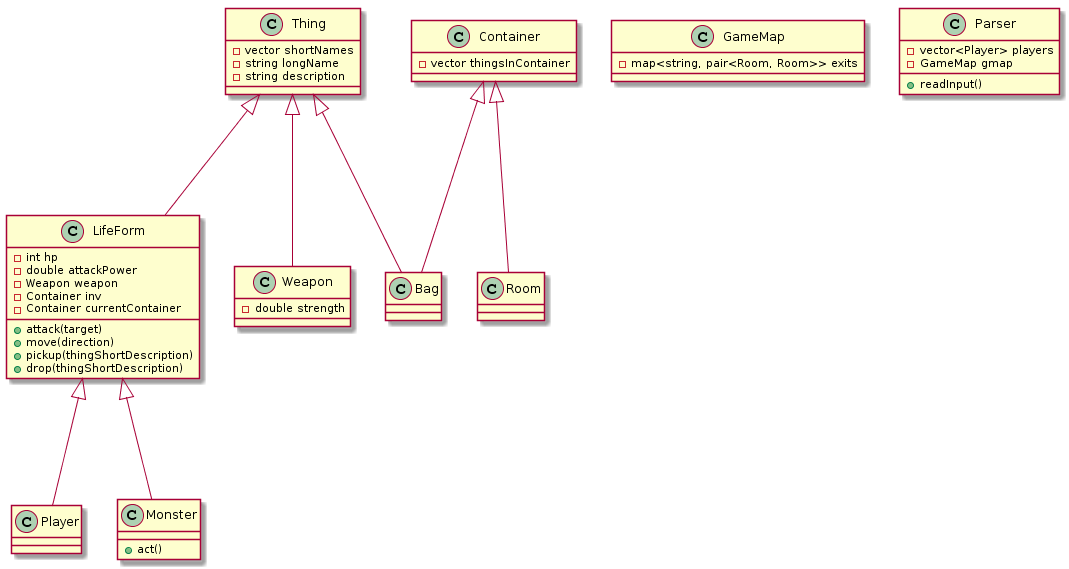 C Thing
vector shortNames
string longName
string description
C Container
vector thingsInContainer
C GameMap
map<string, pair<Room, Room>> exits
C Parser
vector<Player> players
GameMap gmap
readInput()
C LifeForm
int hp
double attackPower
Weapon weapon
Container inv
Container currentContainer
attack(target)
move(direction)
pickup(thingShortDescription)
drop(thingShortDescription)
C Weapon
double strength
C Bag
C Room
C Player
C Monster
act()